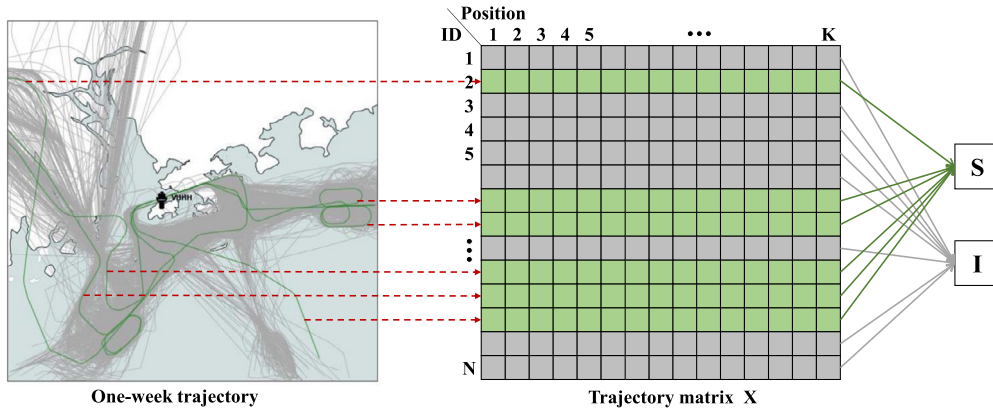 Position
ID 1 2 3 4 5 ••• K
1
2
3
4
5
N
VHHH
S
I
One-week trajectory
Trajectory matrix X